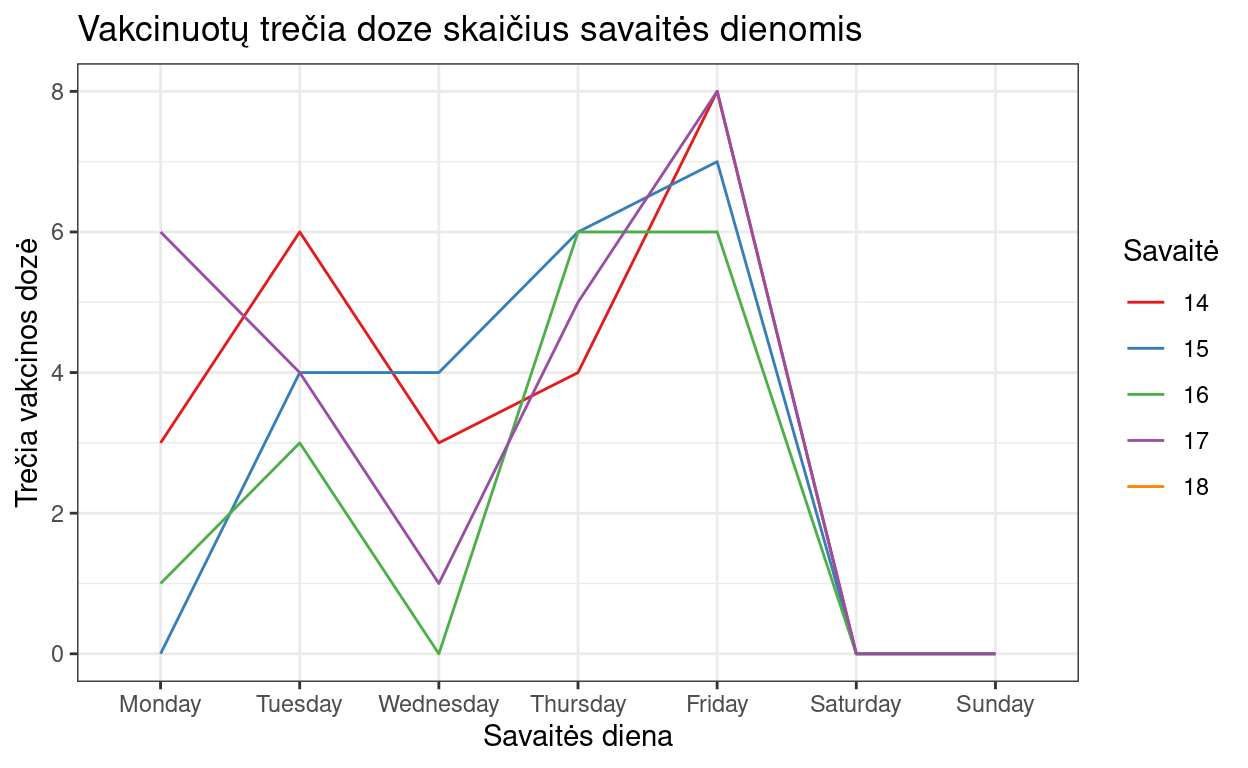 Vakcinuotų trečia doze skaičius savaitės dienomis
8
6
4
2
0
Trečia vakcinos dozė
Monday Tuesday Wednesday Thursday Friday Saturday Sunday
Savaitės diena
Savaitė
14
15
16
17
18